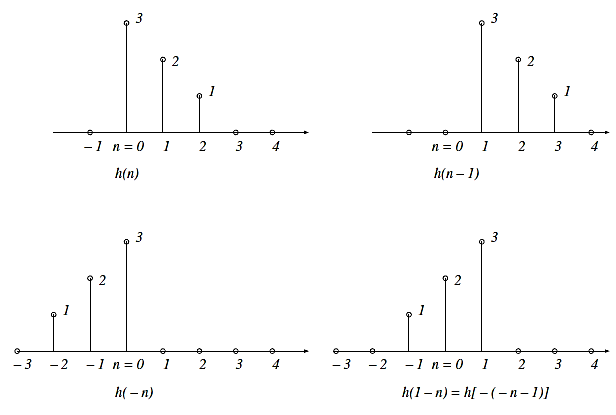 3
2
1
−1 n = 0 1 2 3 4
h(n)
3
2
1
n = 0 1 2 3 4
h(n − 1)
3
2
1
−3 −2 −1 n = 0 1 2 3 4
h( − n)
3
2
1
−3 −2 −1 n = 0 1 2 3 4
h(1 − n) = h[ − ( − n − 1)]